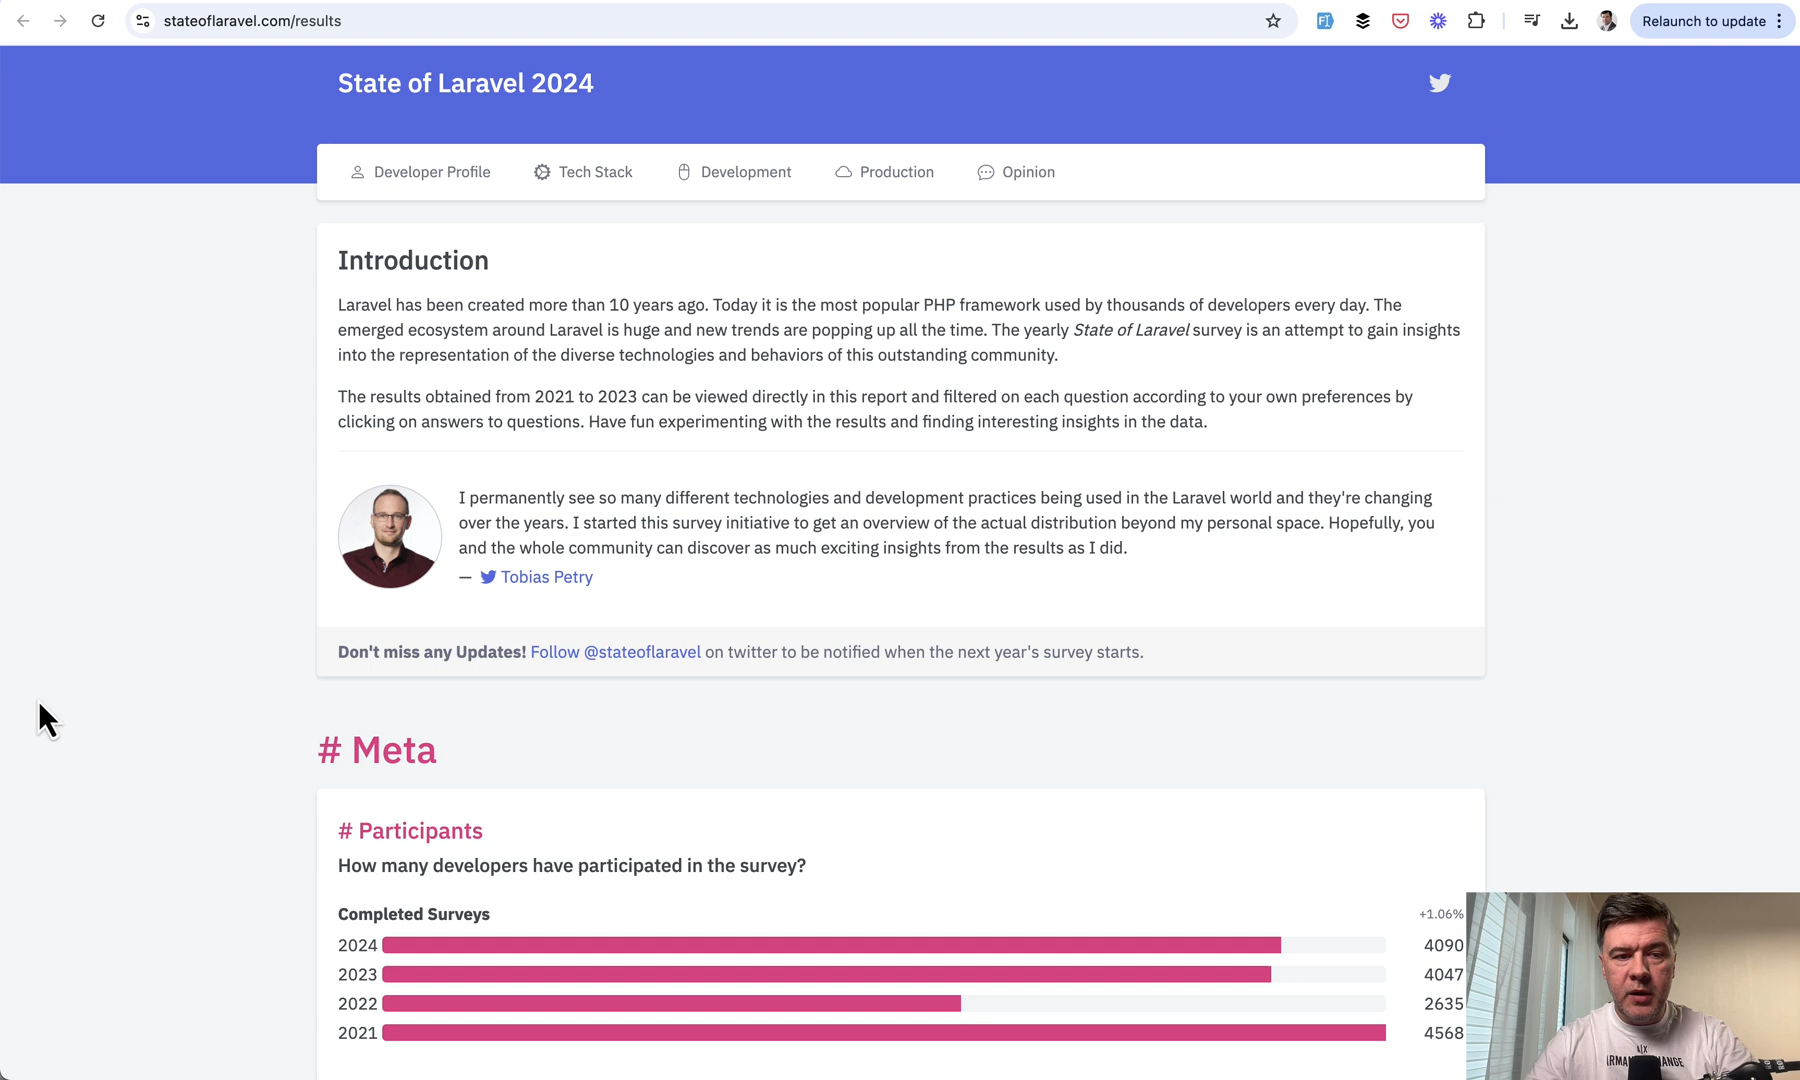 stateoflaravel.com/results
Relaunch to update
State of Laravel 2024
Developer Profile
Tech Stack
Development
Production
Opinion
Introduction
Laravel has been created more than 10 years ago. Today it is the most popular PHP framework used by thousands of developers every day. The
emerged ecosystem around Laravel is huge and new trends are popping up all the time. The yearly State of Laravel survey is an attempt to gain insights
into the representation of the diverse technologies and behaviors of this outstanding community.
The results obtained from 2021 to 2023 can be viewed directly in this report and filtered on each question according to your own preferences by
clicking on answers to questions. Have fun experimenting with the results and finding interesting insights in the data.
I permanently see so many different technologies and development practices being used in the Laravel world and they're changing
over the years. I started this survey initiative to get an overview of the actual distribution beyond my personal space. Hopefully, you
and the whole community can discover as much exciting insights from the results as I did.
— Tobias Petry
Don't miss any Updates! Follow @stateoflaravel on twitter to be notified when the next year's survey starts.
# Meta
# Participants
How many developers have participated in the survey?
Completed Surveys +1.06%
2024 4090
2023 4047
2022 2635
2021 4568
A|X